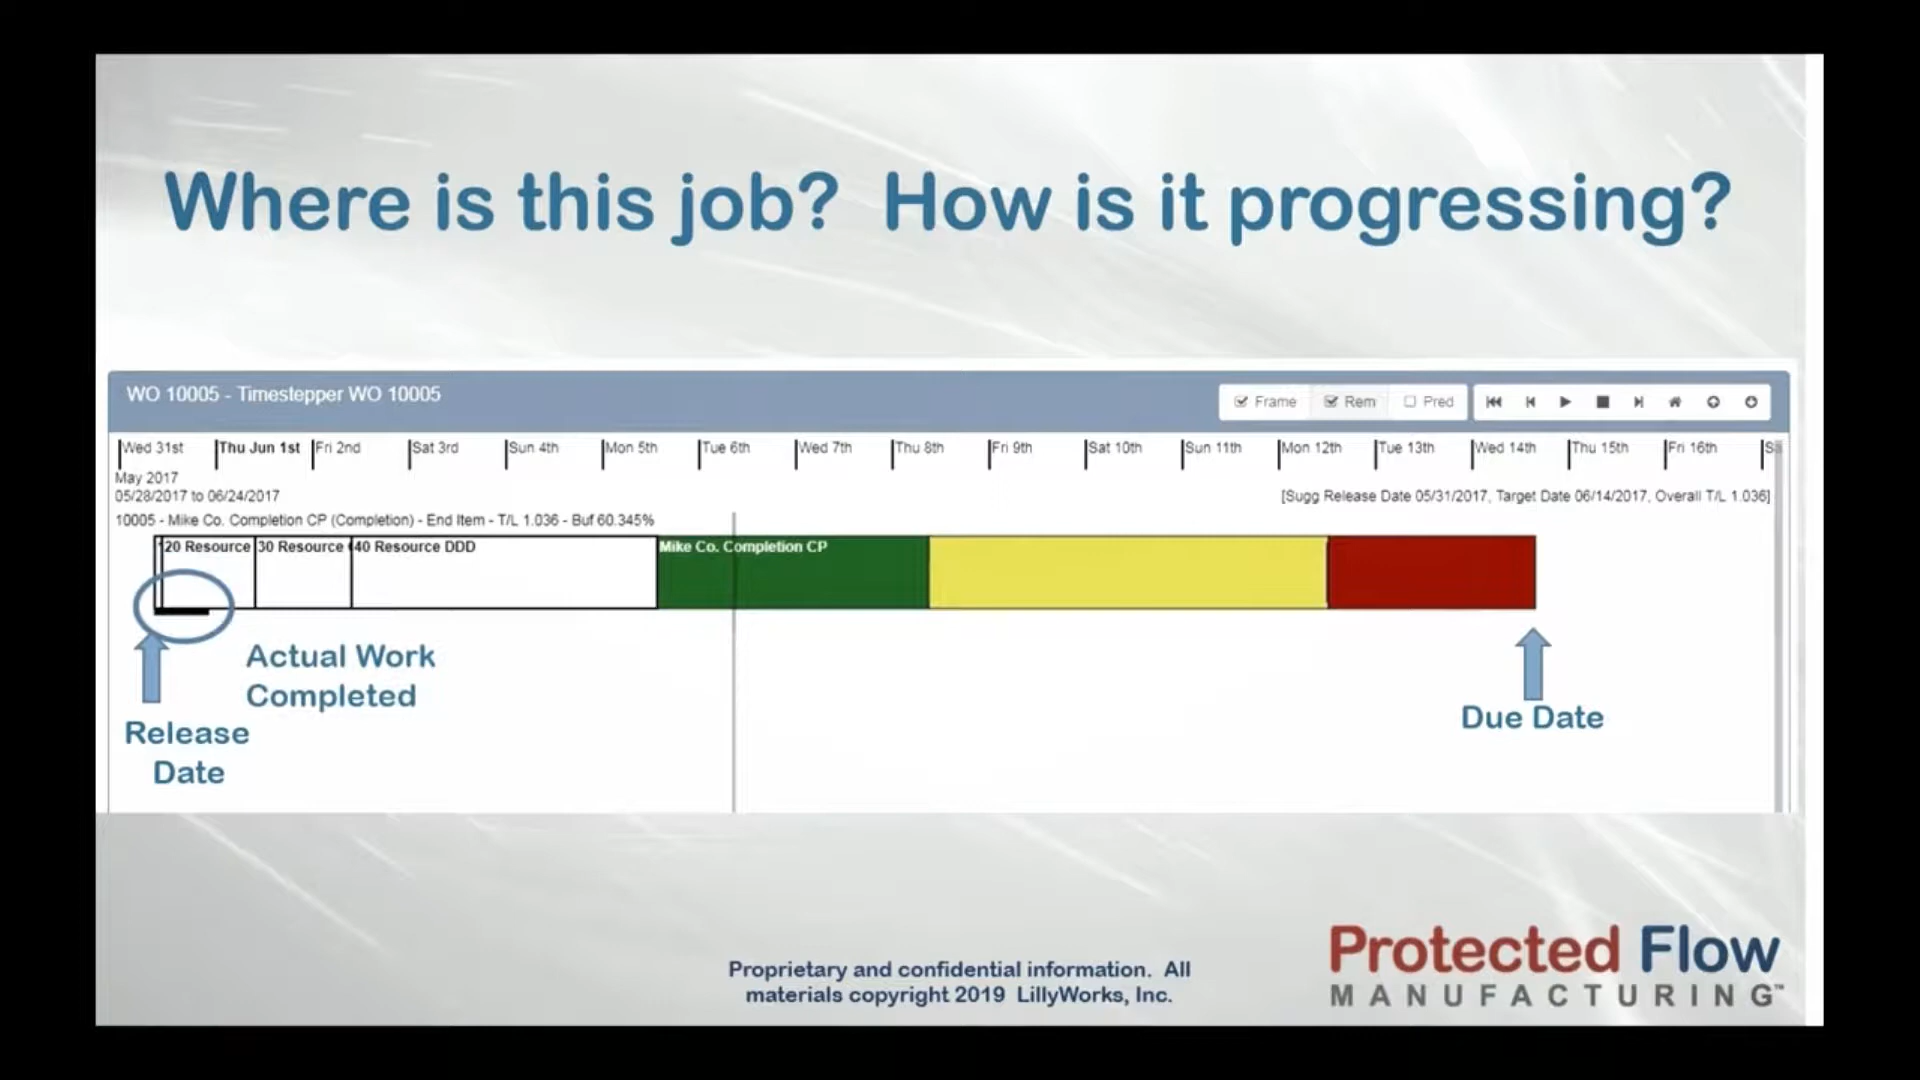 Where is this job? How is it progressing?
WO 10005 - Timestepper WO 10005
Frame Rem Pred
Wed 31st Thu Jun 1st Fri 2nd Sat 3rd Sun 4th Mon 5th Tue 6th Wed 7th Thu 8th Fri 9th Sat 10th Sun 11th Mon 12th Tue 13th Wed 14th Thu 15th Fri 16th
May 2017
05/28/2017 to 06/24/2017 [Sugg Release Date 05/31/2017, Target Date 06/14/2017, Overall T/L 1.036]
10005 - Mike Co. Completion CP (Completion) - End Item - T/L 1.036 - Buf 60.345%
20 Resource 30 Resource 40 Resource DDD Mike Co. Completion CP
Actual Work
Completed
Release
Date
Due Date
Proprietary and confidential information. All
materials copyright 2019 LillyWorks, Inc.
Protected Flow
MANUFACTURING™